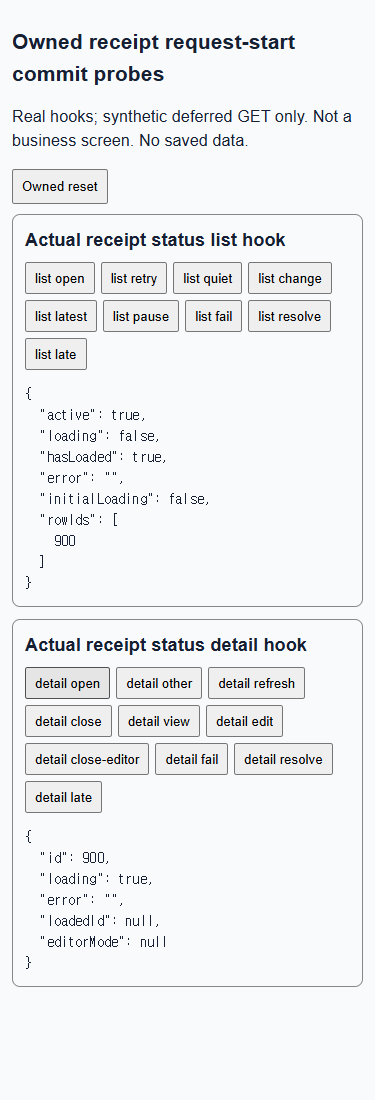 Owned receipt request-start
commit probes
Real hooks; synthetic deferred GET only. Not a
business screen. No saved data.
Owned reset
Actual receipt status list hook
list open list retry list quiet list change
list latest list pause list fail list resolve
list late
{
  "active": true,
  "loading": false,
  "hasLoaded": true,
  "error": "",
  "initialLoading": false,
  "rowIds": [
    900
  ]
}
Actual receipt status detail hook
detail open detail other detail refresh
detail close detail view detail edit
detail close-editor detail fail detail resolve
detail late
{
  "id": 900,
  "loading": true,
  "error": "",
  "loadedId": null,
  "editorMode": null
}